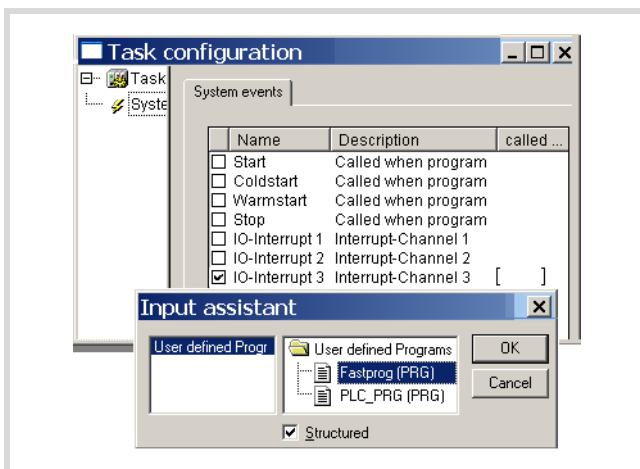 Task configuration
Task
Syste
System events
Name Description called ...
Start Called when program
Coldstart Called when program
Warmstart Called when program
Stop Called when program
IO-Interrupt 1 Interrupt-Channel 1
IO-Interrupt 2 Interrupt-Channel 2
IO-Interrupt 3 Interrupt-Channel 3 [ ]
Input assistant
User defined Progr
User defined Programs
Fastprog (PRG)
PLC_PRG (PRG)
OK
Cancel
Structured